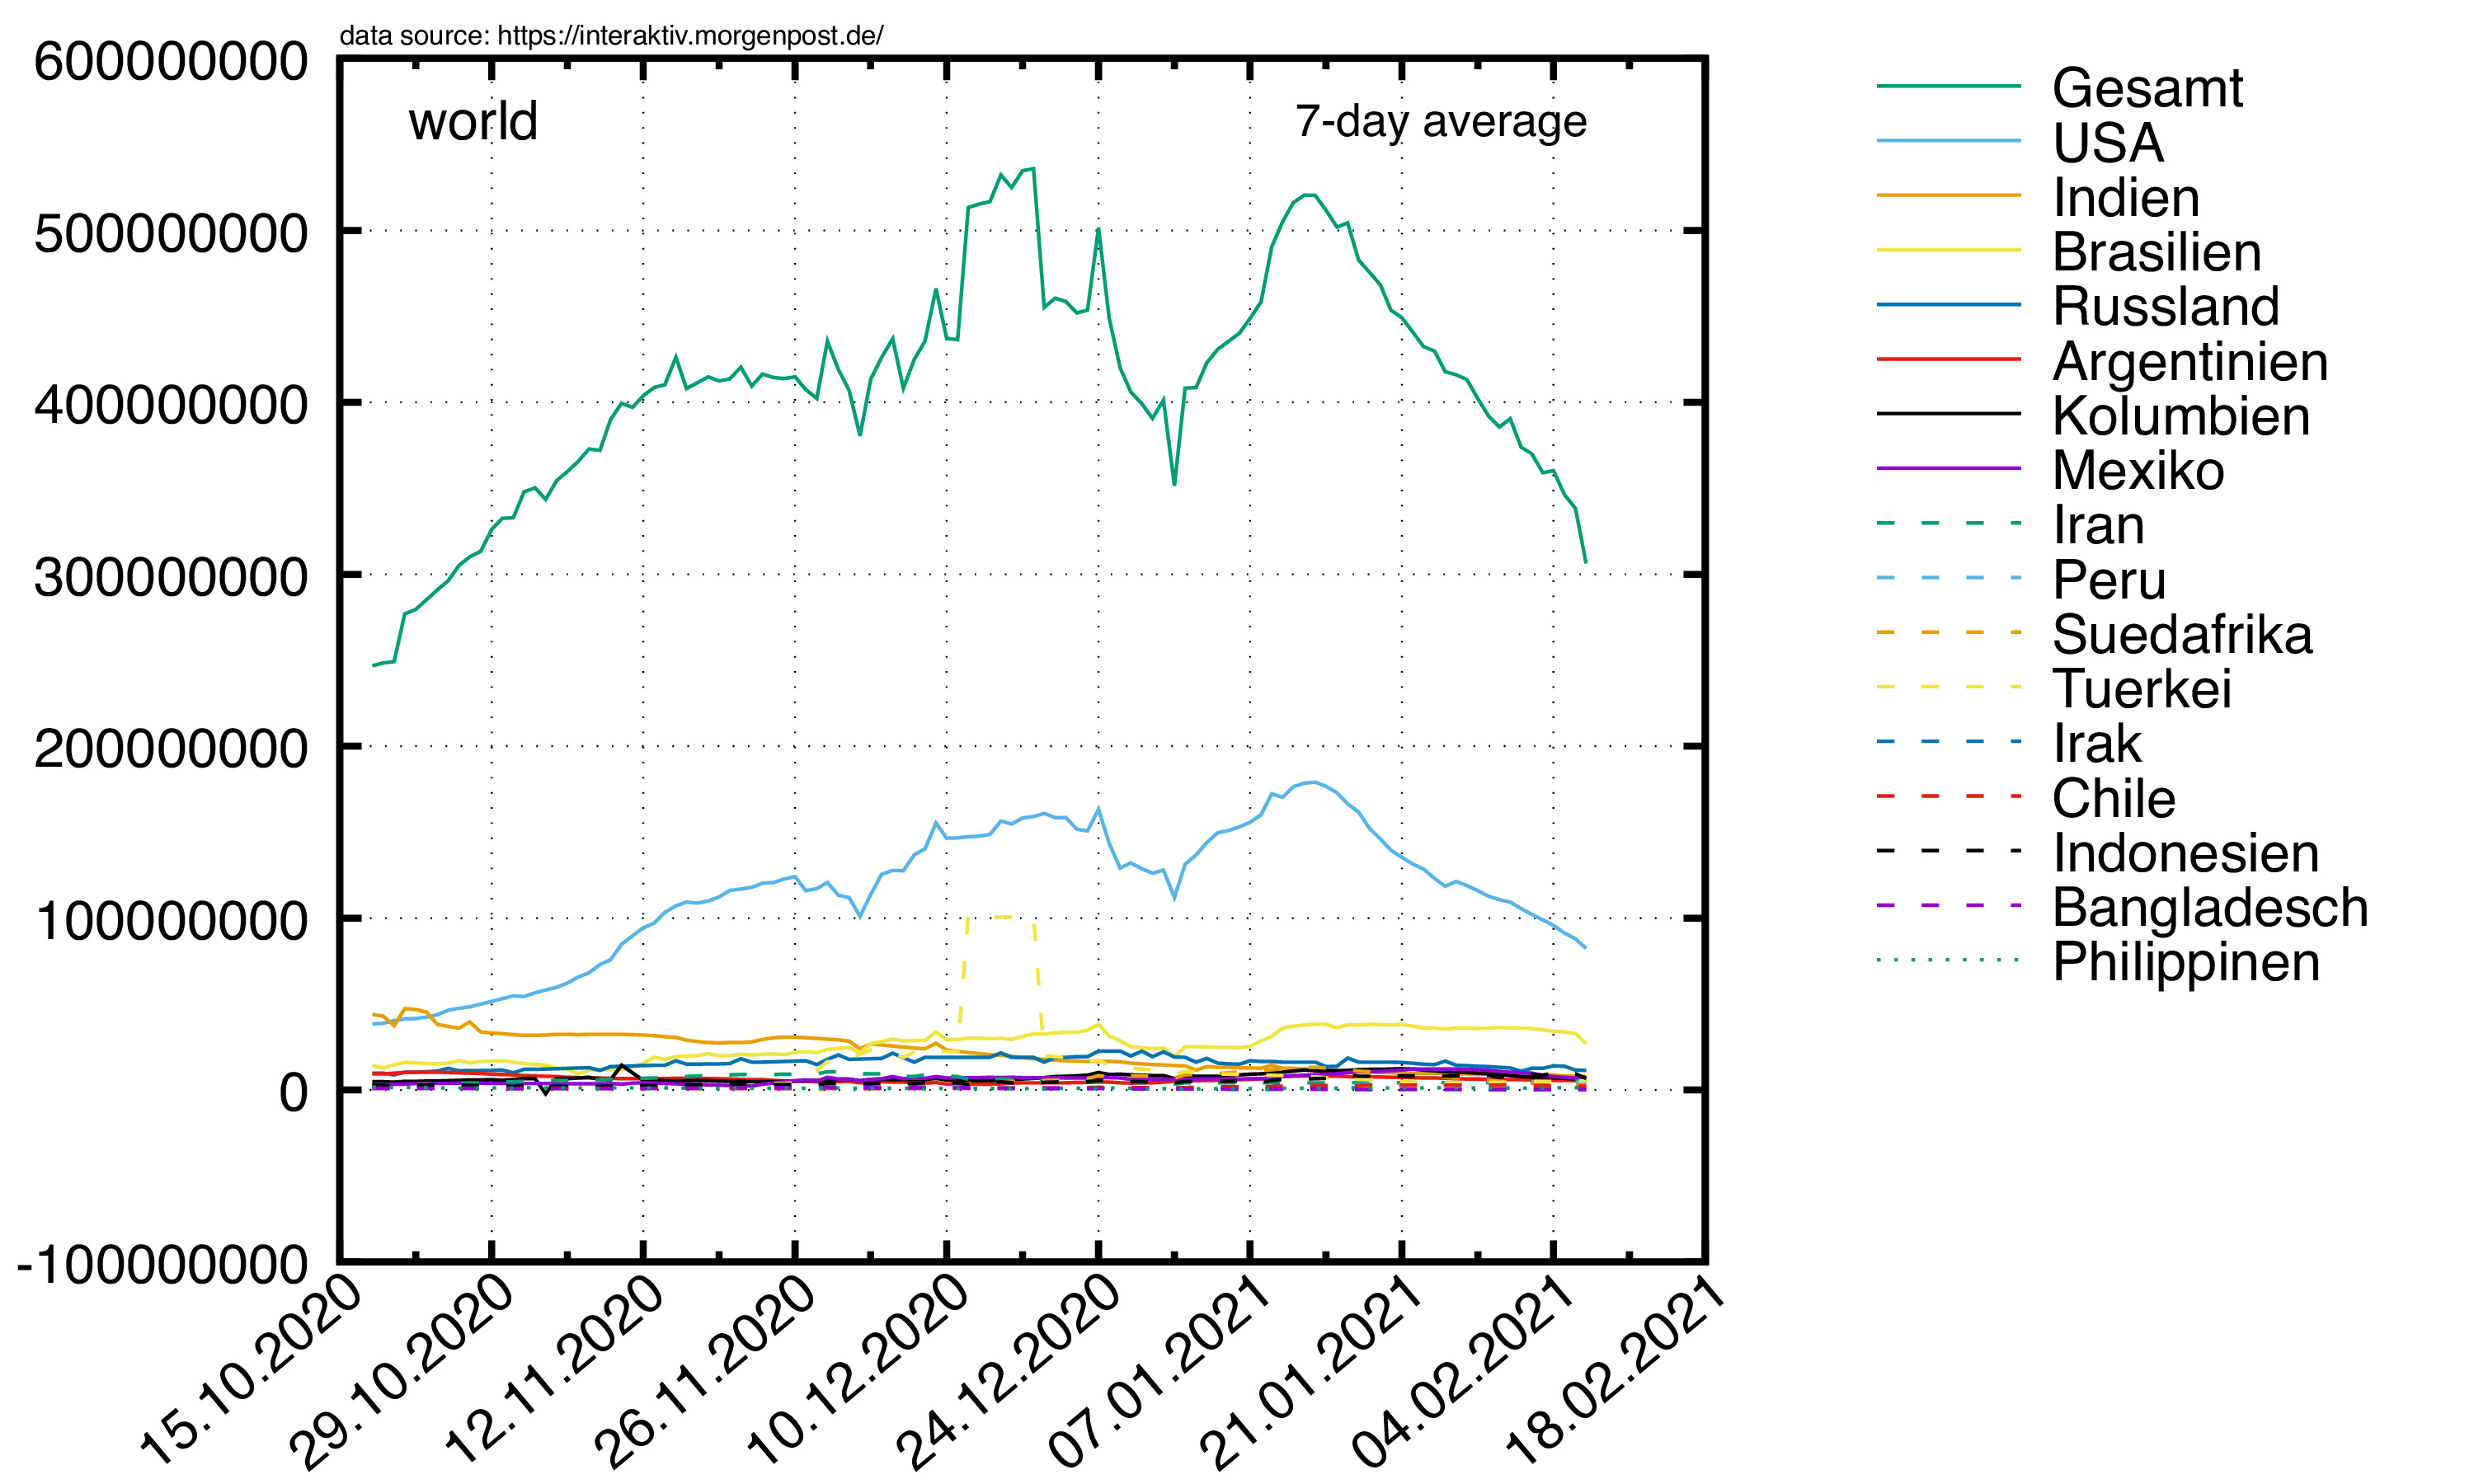 data source: https://interaktiv.morgenpost.de/
600000000
500000000
400000000
300000000
200000000
100000000
0
-100000000
world
7-day average
15.10.2020
29.10.2020
12.11.2020
26.11.2020
10.12.2020
24.12.2020
07.01.2021
21.01.2021
04.02.2021
18.02.2021
Gesamt
USA
Indien
Brasilien
Russland
Argentinien
Kolumbien
Mexiko
Iran
Peru
Suedafrika
Tuerkei
Irak
Chile
Indonesien
Bangladesch
Philippinen